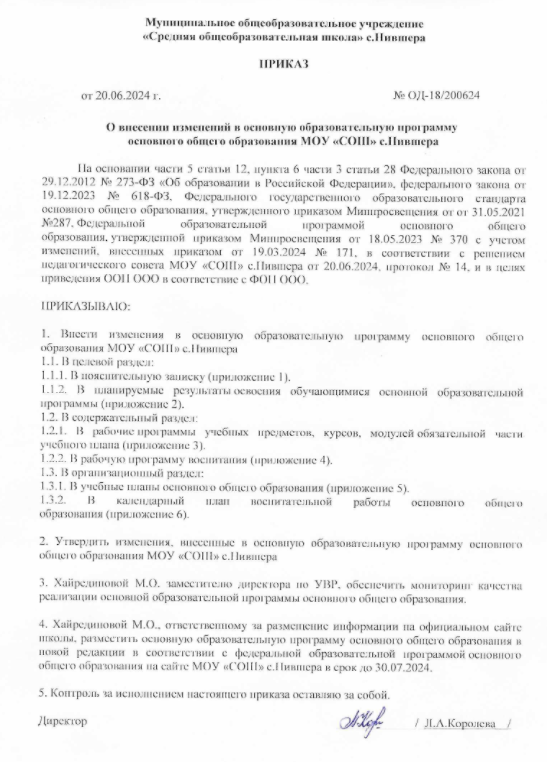 Муниципальное общеобразовательное учреждение
«Средняя общеобразовательная школа» с.Нившера
ПРИКАЗ
от 20.06.2024 г. № ОД-18/200624
О внесении изменений в основную образовательную программу
основного общего образования МОУ «СОШ» с.Нившера
На основании части 5 статьи 12, пункта 6 части 3 статьи 28 Федерального закона от
29.12.2012 № 273-ФЗ «Об образовании в Российской Федерации», федерального закона от
19.12.2023 № 618-ФЗ, Федерального государственного образовательного стандарта
основного общего образования, утвержденного приказом Минпросвещения от от 31.05.2021
№287, Федеральной образовательной программой основного общего
образования, утвержденной приказом Минпросвещения от 18.05.2023 № 370 с учетом
изменений, внесенных приказом от 19.03.2024 № 171, в соответствии с решением
педагогического совета МОУ «СОШ» с.Нившера от 20.06.2024, протокол № 14, и в целях
приведения ООП ООО в соответствие с ФОП ООО,
ПРИКАЗЫВАЮ:
1. Внести изменения в основную образовательную программу основного общего
образования МОУ «СОШ» с.Нившера
1.1. В целевой раздел:
1.1.1. В пояснительную записку (приложение 1).
1.1.2. В планируемые результаты освоения обучающимися основной образовательной
программы (приложение 2).
1.2. В содержательный раздел:
1.2.1. В рабочие программы учебных предметов, курсов, модулей обязательной части
учебного плана (приложение 3).
1.2.2. В рабочую программу воспитания (приложение 4).
1.3. В организационный раздел:
1.3.1. В учебные планы основного общего образования (приложение 5).
1.3.2. В календарный план воспитательной работы основного общего
образования (приложение 6).
2. Утвердить изменения, внесенные в основную образовательную программу основного
общего образования МОУ «СОШ» с.Нившера
3. Хайрединовой М.О. заместителю директора по УВР, обеспечить мониторинг качества
реализации основной образовательной программы основного общего образования.
4. Хайрединовой М.О., ответственному за размещение информации на официальном сайте
школы, разместить основную образовательную программу основного общего образования в
новой редакции в соответствии с федеральной образовательной программой основного
общего образования на сайте МОУ «СОШ» с.Нившера в срок до 30.07.2024.
5. Контроль за исполнением настоящего приказа оставляю за собой.
Директор / Л.А.Королева /